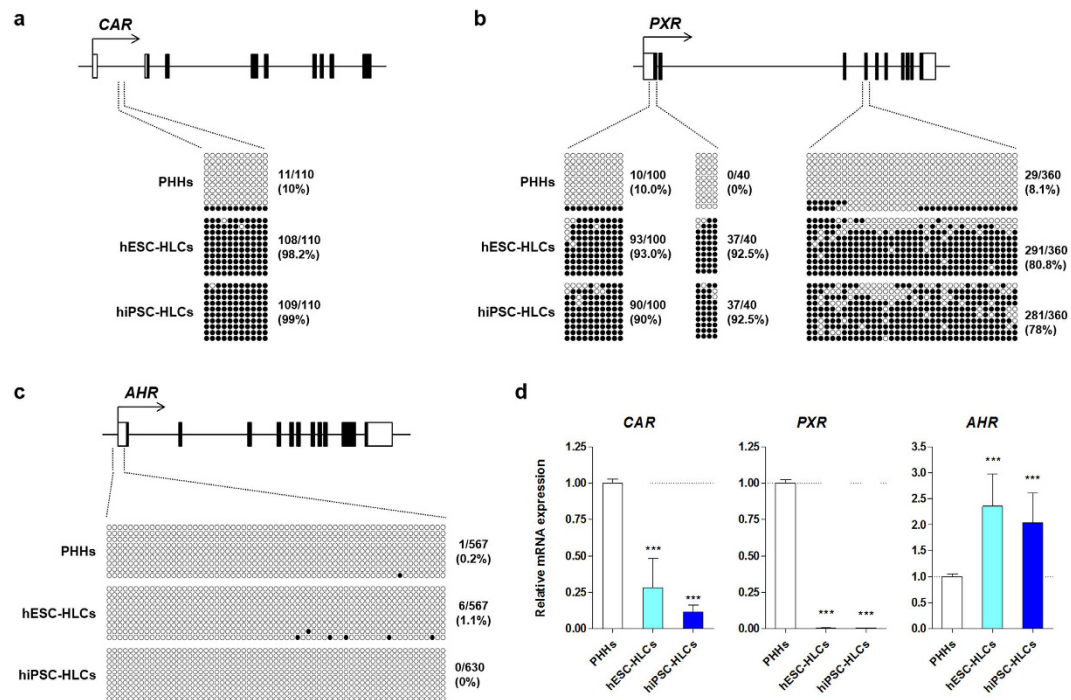 a
CAR
PHHs
11/110
(10%)
hESC-HLCs
108/110
(98.2%)
hiPSC-HLCs
109/110
(99%)
b
PXR
PHHs
10/100
(10.0%)
0/40
(0%)
29/360
(8.1%)
hESC-HLCs
93/100
(93.0%)
37/40
(92.5%)
291/360
(80.8%)
hiPSC-HLCs
90/100
(90%)
37/40
(92.5%)
281/360
(78%)
c
AHR
PHHs
1/567
(0.2%)
hESC-HLCs
6/567
(1.1%)
hiPSC-HLCs
0/630
(0%)
d
Relative mRNA expression
CAR
1.25
1.00
0.75
0.50
0.25
0.00
***
***
PHHs
hESC-HLCs
hiPSC-HLCs
PXR
1.25
1.00
0.75
0.50
0.25
0.00
***
***
PHHs
hESC-HLCs
hiPSC-HLCs
AHR
3.5
3.0
2.5
2.0
1.5
1.0
0.5
0.0
***
***
PHHs
hESC-HLCs
hiPSC-HLCs